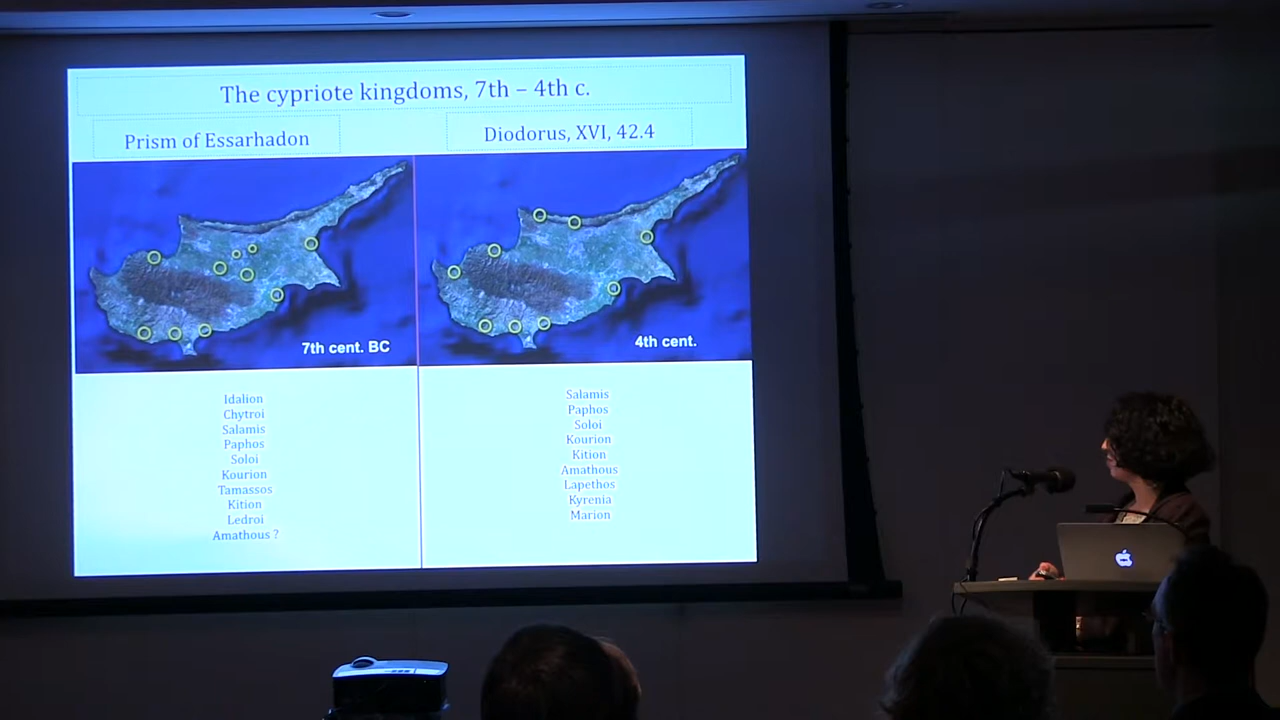 The cypriote kingdoms, 7th – 4th c.
Prism of Essarhadon
Diodorus, XVI, 42.4
7th cent. BC
4th cent.
Idalion
Chytroi
Salamis
Paphos
Soloi
Kourion
Tamassos
Kition
Ledroi
Amathous ?
Salamis
Paphos
Soloi
Kourion
Kition
Amathous
Lapethos
Kyrenia
Marion